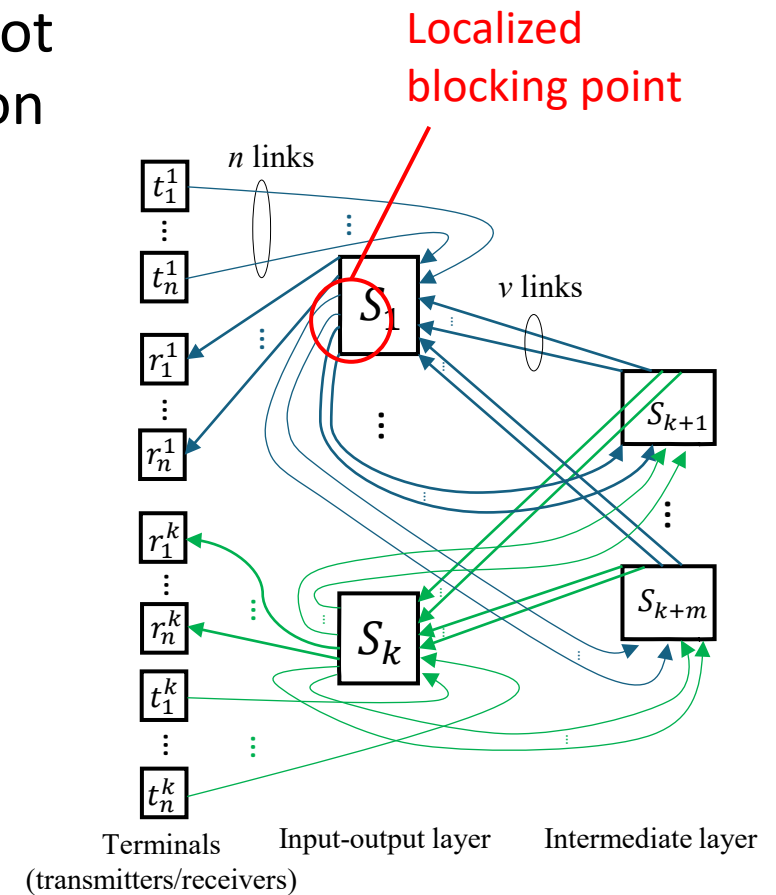 ot
on
Localized
blocking point
n links
t₁¹
⋮
tₙ¹
S₁
v links
r₁¹
⋮
rₙ¹
⋮
Sₖ₊₁
⋮
r₁ᵏ
⋮
rₙᵏ
Sₖ
Sₖ₊ₘ
t₁ᵏ
⋮
tₙᵏ
Terminals
(transmitters/receivers)
Input-output layer
Intermediate layer